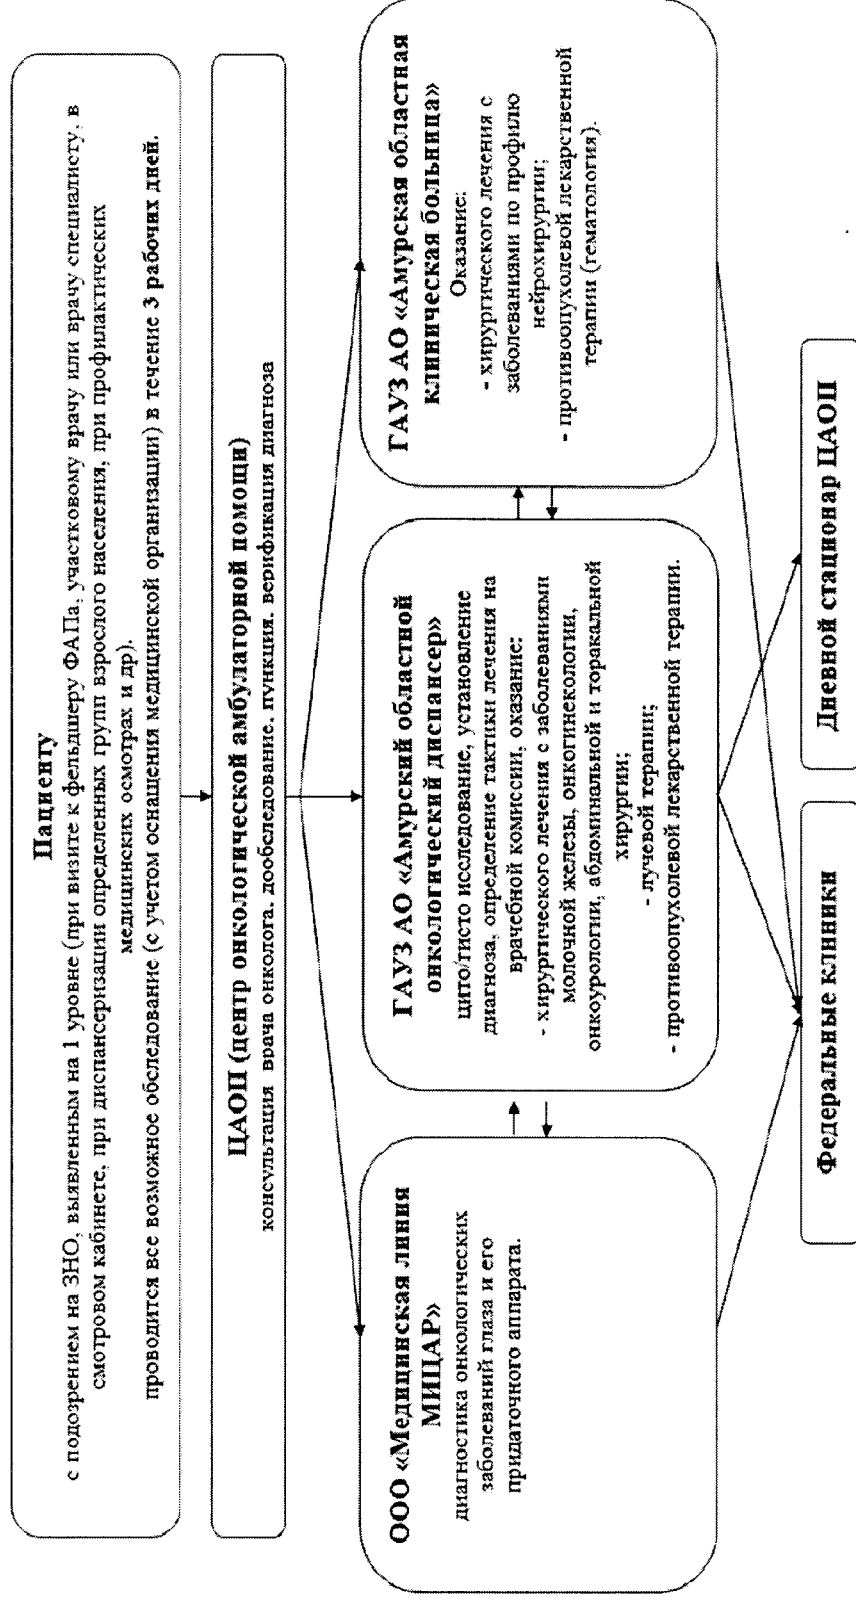 Пациенту
с подозрением на ЗНО, выявленным на 1 уровне (при визите к фельдшеру ФАПа, участковому врачу или врачу специалисту, в
смотровом кабинете, при диспансеризации определенных групп взрослого населения, при профилактических
медицинских осмотрах и др).
проводится все возможное обследование (с учетом оснащения медицинской организации) в течение 3 рабочих дней.
ЦАОП (центр онкологической амбулаторной помощи)
консультация врача онколога, дообследование, пункция, верификация диагноза
ООО «Медицинская линия
МИЦАР»
диагностика онкологических
заболеваний глаза и его
придаточного аппарата.
ГАУЗ АО «Амурский областной
онкологический диспансер»
цито/гисто исследование, установление
диагноза, определение тактики лечения на
врачебной комиссии, оказание:
- хирургического лечения с заболеваниями
молочной железы, онкогинекологии,
онкоурологии, абдоминальной и торакальной
хирургии;
- лучевой терапии;
- противоопухолевой лекарственной терапии.
ГАУЗ АО «Амурская областная
клиническая больница»
Оказание:
- хирургического лечения с
заболеваниями по профилю
нейрохирургии;
- противоопухолевой лекарственной
терапии (гематология).
Федеральные клиники
Дневной стационар ЦАОП